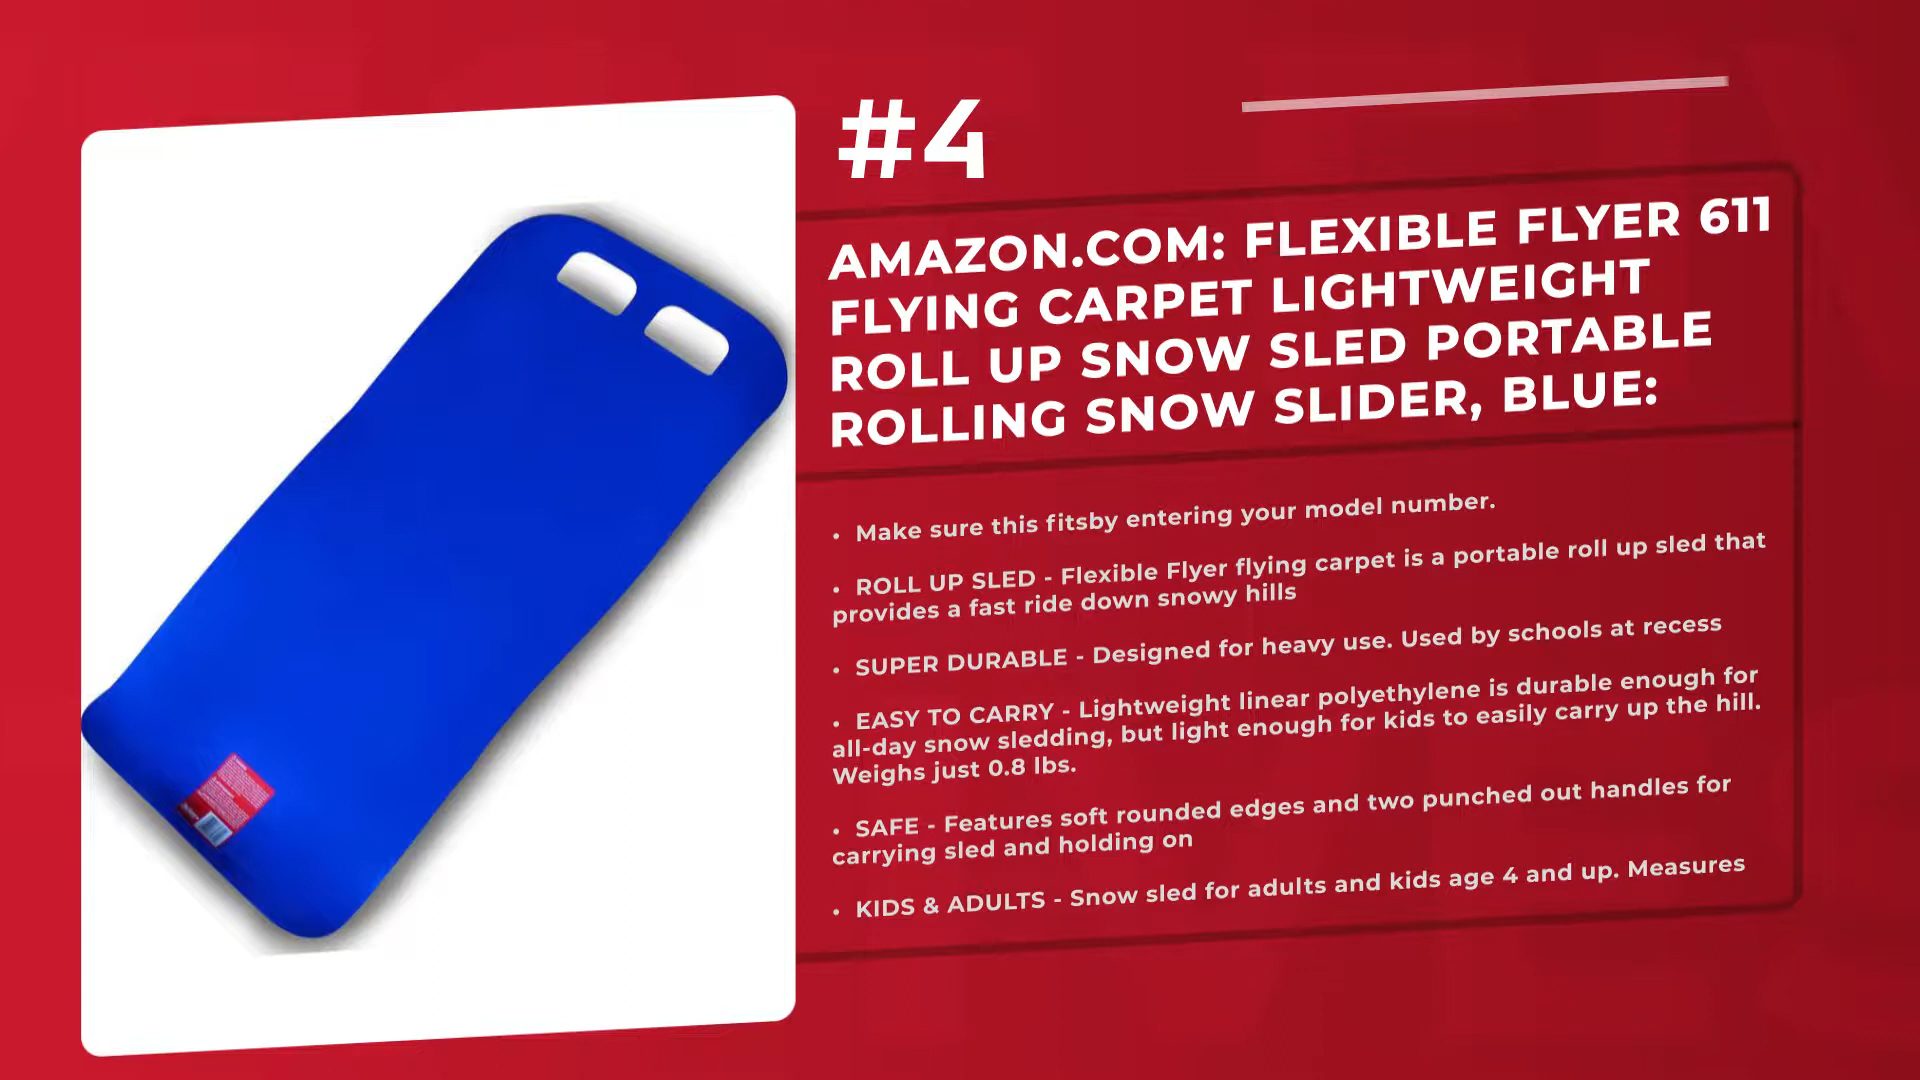 #4
AMAZON.COM: FLEXIBLE FLYER 611
FLYING CARPET LIGHTWEIGHT
ROLL UP SNOW SLED PORTABLE
ROLLING SNOW SLIDER, BLUE:
• Make sure this fitsby entering your model number.
• ROLL UP SLED - Flexible Flyer flying carpet is a portable roll up sled that
provides a fast ride down snowy hills
• SUPER DURABLE - Designed for heavy use. Used by schools at recess
• EASY TO CARRY - Lightweight linear polyethylene is durable enough for
all-day snow sledding, but light enough for kids to easily carry up the hill.
Weighs just 0.8 lbs.
• SAFE - Features soft rounded edges and two punched out handles for
carrying sled and holding on
• KIDS & ADULTS - Snow sled for adults and kids age 4 and up. Measures